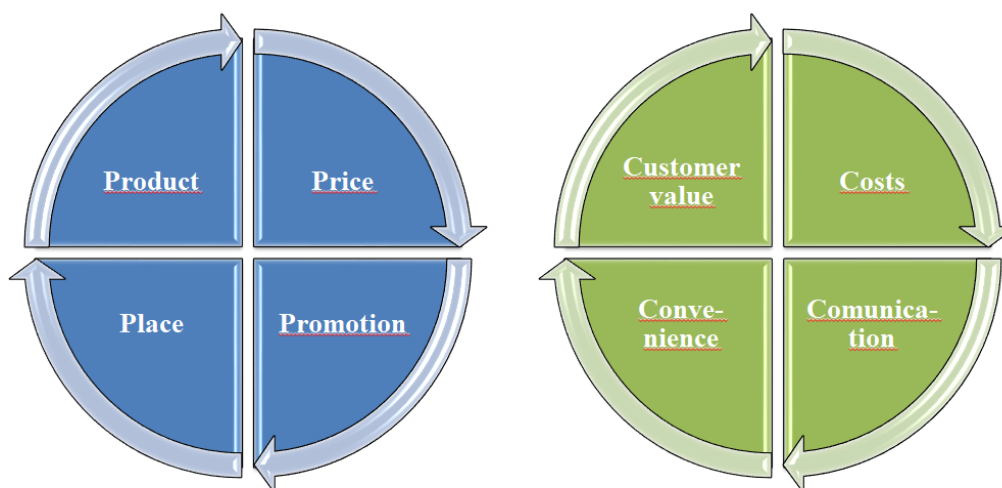 Product
Price
Place
Promotion
Customer
value
Costs
Conve-
nience
Comunica-
tion